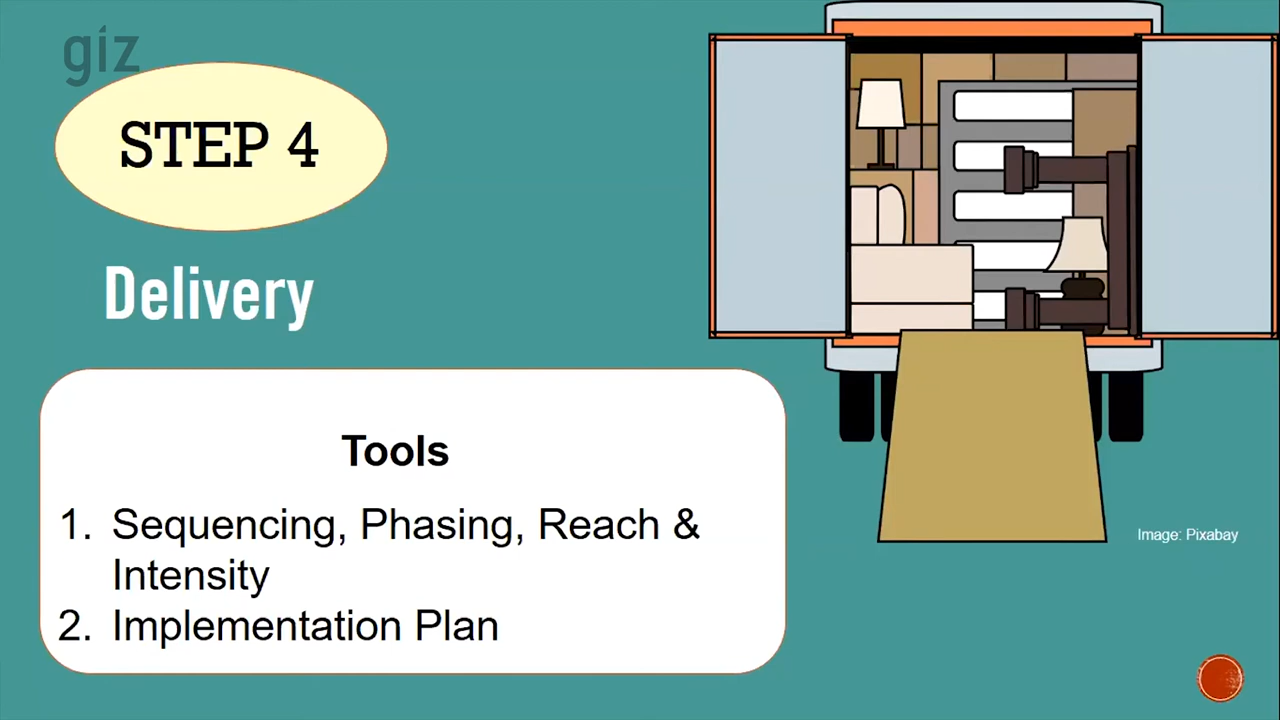 giz
STEP 4
Delivery
Tools
1. Sequencing, Phasing, Reach &
Intensity
2. Implementation Plan
Image: Pixabay